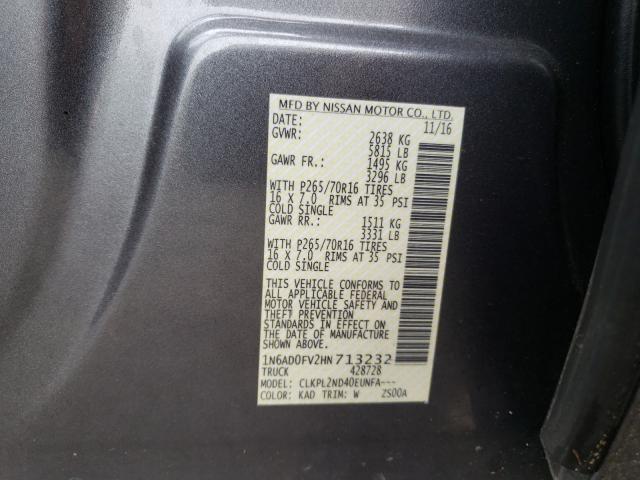 MFD BY NISSAN MOTOR CO., LTD.
DATE: 11/16
GVWR: 2638 KG
5815 LB
GAWR FR.: 1495 KG
3296 LB
WITH P265/70R16 TIRES
16 X 7.0 RIMS AT 35 PSI
COLD SINGLE
GAWR RR.: 1511 KG
3331 LB
WITH P265/70R16 TIRES
16 X 7.0 RIMS AT 35 PSI
COLD SINGLE
THIS VEHICLE CONFORMS TO
ALL APPLICABLE FEDERAL
MOTOR VEHICLE SAFETY AND
THEFT PREVENTION
STANDARDS IN EFFECT ON
THE DATE OF MANUFACTURE
SHOWN ABOVE.
1N6AD0FV2HN713232
TRUCK 428728
MODEL: CLKPL2ND40EUNFA---
COLOR: KAD TRIM: W ZS00A